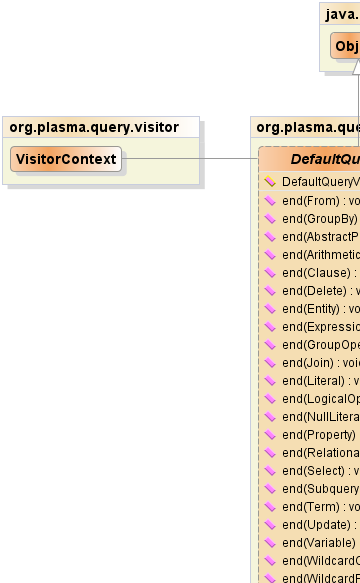 java.
Obj
org.plasma.query.visitor
VisitorContext
org.plasma.que
DefaultQu
DefaultQueryV
end(From) : vo
end(GroupBy)
end(AbstractP
end(Arithmetic
end(Clause) :
end(Delete) : v
end(Entity) : vo
end(Expressio
end(GroupOpe
end(Join) : void
end(Literal) : v
end(LogicalOp
end(NullLitera
end(Property)
end(Relationa
end(Select) : v
end(Subquery
end(Term) : vo
end(Update) :
end(Variable)
end(WildcardO
end(WildcardP